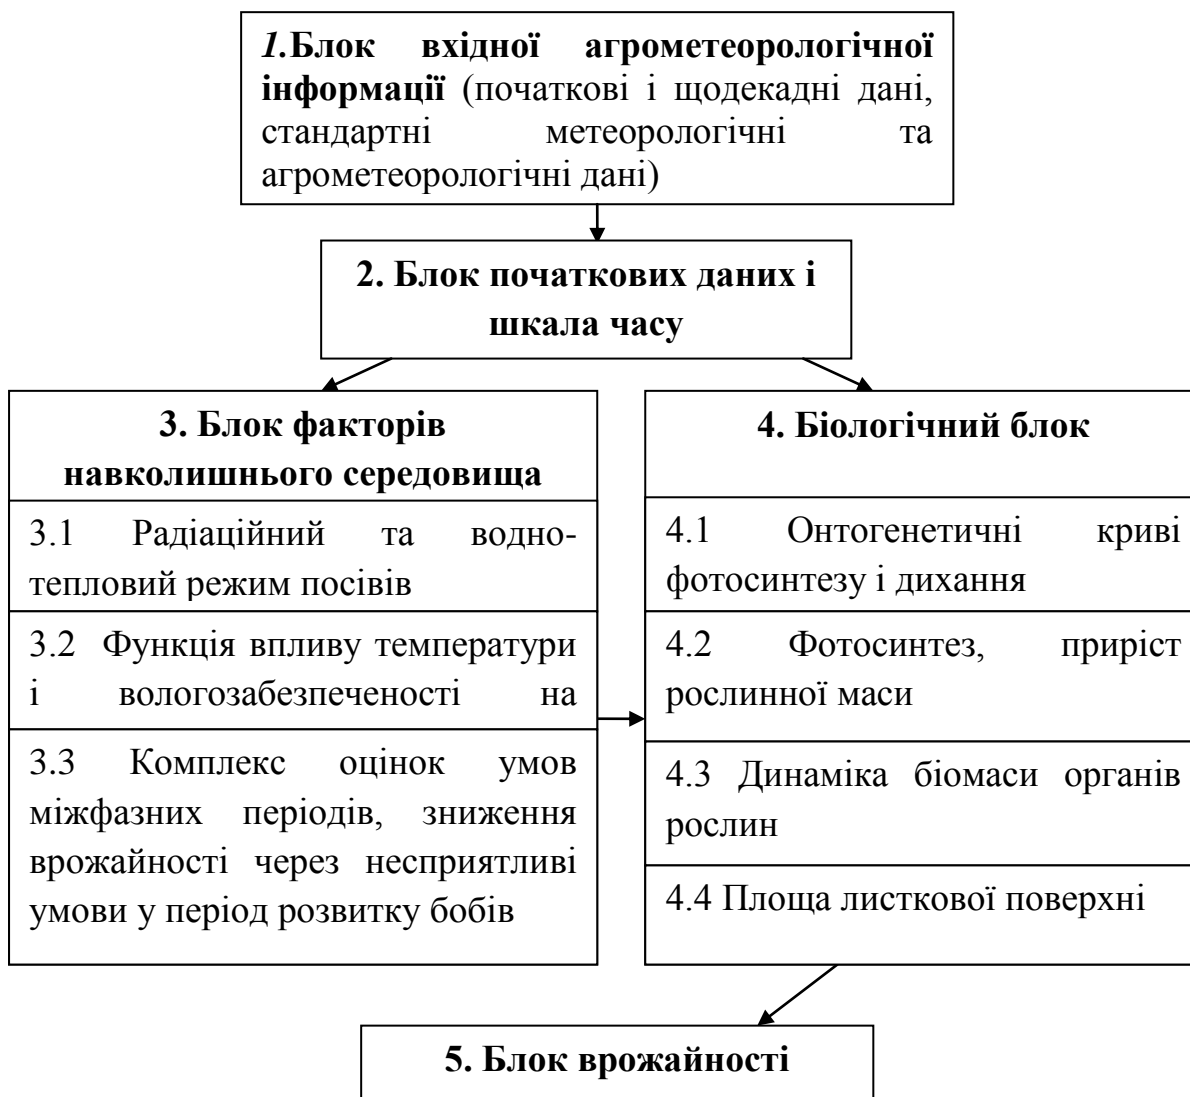 1.Блок вхідної агрометеорологічної
інформації (початкові і щодекадні дані,
стандартні метеорологічні та
агрометеорологічні дані)
2. Блок початкових даних і
шкала часу
3. Блок факторів
навколишнього середовища
3.1 Радіаційний та водно-
тепловий режим посівів
3.2 Функція впливу температури
і вологозабезпеченості на
3.3 Комплекс оцінок умов
міжфазних періодів, зниження
врожайності через несприятливі
умови у період розвитку бобів
4. Біологічний блок
4.1 Онтогенетичні криві
фотосинтезу і дихання
4.2 Фотосинтез, приріст
рослинної маси
4.3 Динаміка біомаси органів
рослин
4.4 Площа листкової поверхні
5. Блок врожайності